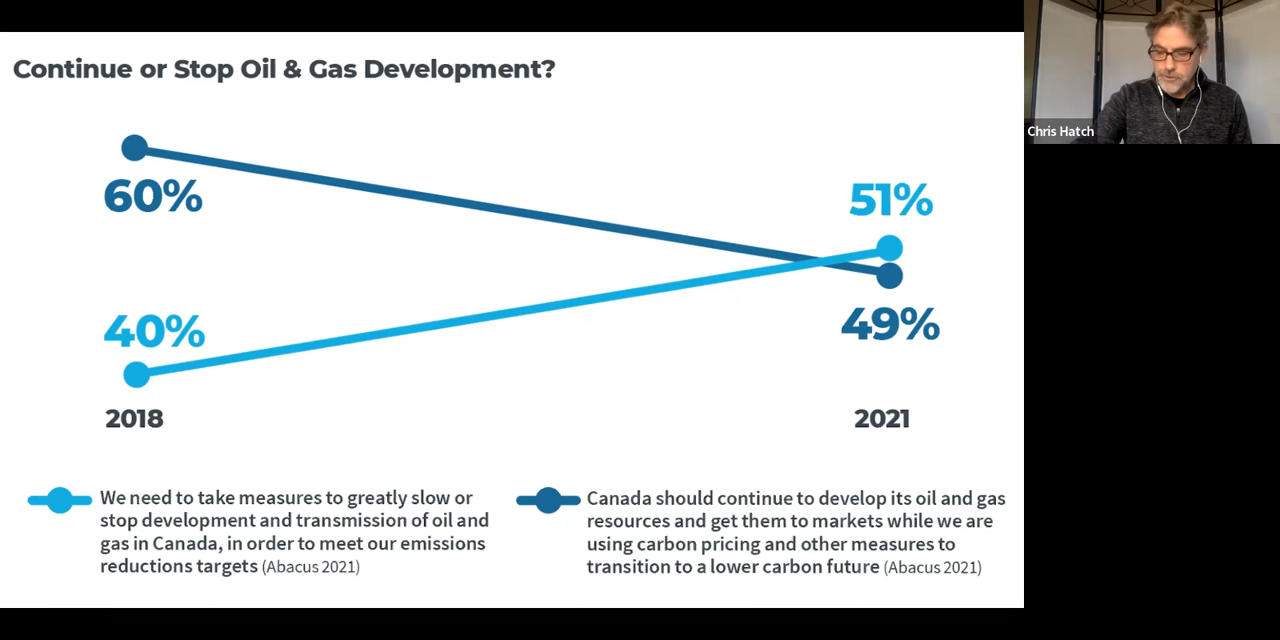 Continue or Stop Oil & Gas Development?
Chris Hatch
60%
51%
40%
49%
2018
2021
We need to take measures to greatly slow or
stop development and transmission of oil and
gas in Canada, in order to meet our emissions
reductions targets (Abacus 2021)
Canada should continue to develop its oil and gas
resources and get them to markets while we are
using carbon pricing and other measures to
transition to a lower carbon future (Abacus 2021)